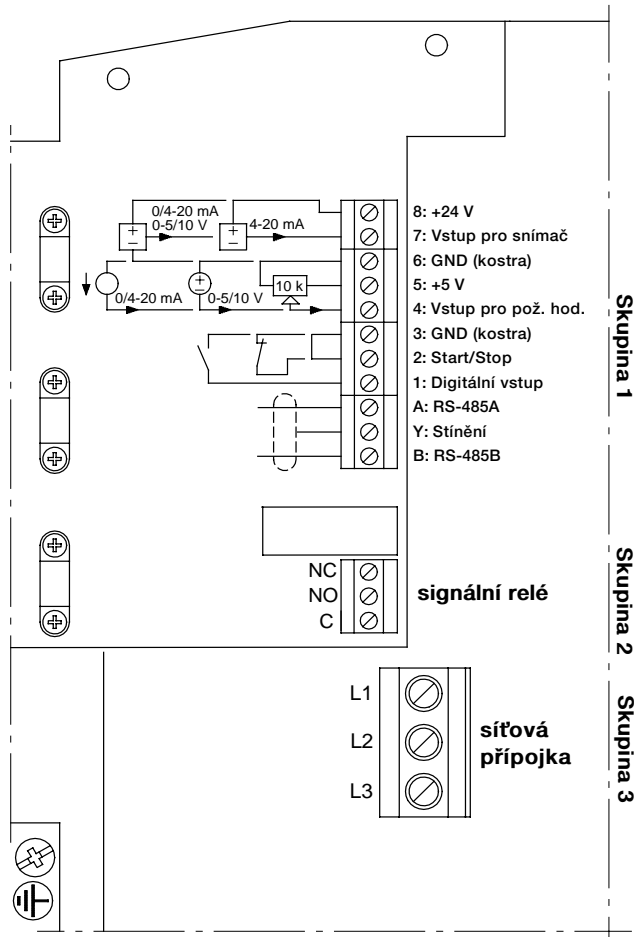 0/4-20 mA
0-5/10 V
4-20 mA
0/4-20 mA
0-5/10 V
10 k
+
–
+
–
+
–
8: +24 V
7: Vstup pro snímač
6: GND (kostra)
5: +5 V
4: Vstup pro pož. hod.
3: GND (kostra)
2: Start/Stop
1: Digitální vstup
A: RS-485A
Y: Stínění
B: RS-485B
Skupina 1
NC
NO
C
signální relé
Skupina 2
L1
L2
L3
síťová
přípojka
Skupina 3